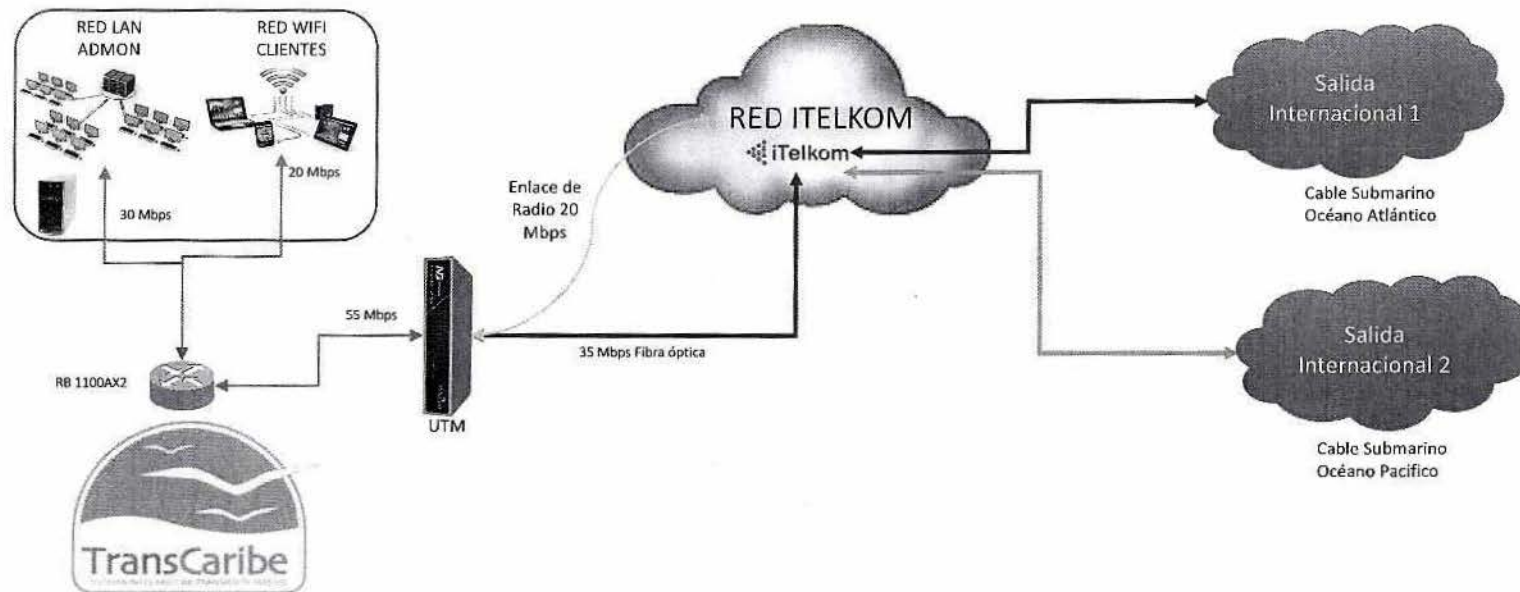 RED LAN
ADMON
RED WIFI
CLIENTES
20 Mbps
30 Mbps
RB 1100AX2
55 Mbps
UTM
TransCaribe
Enlace de
Radio 20
Mbps
35 Mbps Fibra óptica
RED ITELKOM
iTelkom
Salida
Internacional 1
Cable Submarino
Océano Atlántico
Salida
Internacional 2
Cable Submarino
Océano Pacifico